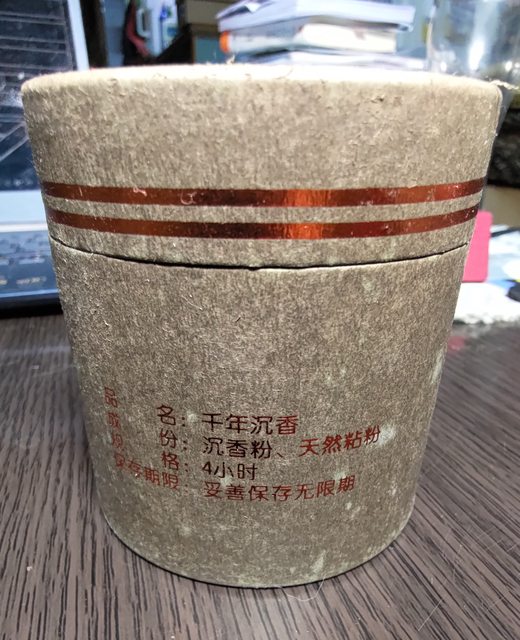 品名：千年沉香
成份：沉香粉、天然粘粉
规格：4小时
保存期限：妥善保存无限期